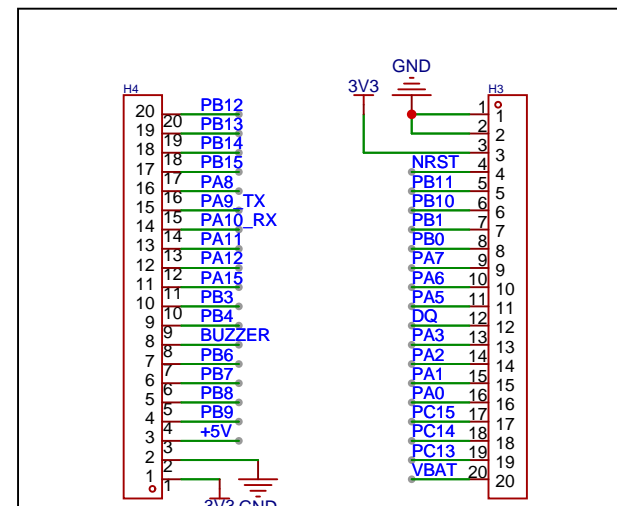 GND
3V3
H4
H3
20 20 PB12
19 19 PB13
18 18 PB14
17 17 PB15
16 16 PA8
15 15 PA9_TX
14 14 PA10_RX
13 13 PA11
12 12 PA12
11 11 PA15
10 10 PB3
9 9 PB4
8 8 BUZZER
7 7 PB6
6 6 PB7
5 5 PB8
4 4 PB9
3 3 +5V
2 2
1 1
3V3 GND
1 1
2 2
3 3
NRST 4 4
PB11 5 5
PB10 6 6
PB1 7 7
PB0 8 8
PA7 9 9
PA6 10 10
PA5 11 11
DQ 12 12
PA3 13 13
PA2 14 14
PA1 15 15
PA0 16 16
PC15 17 17
PC14 18 18
PC13 19 19
VBAT 20 20